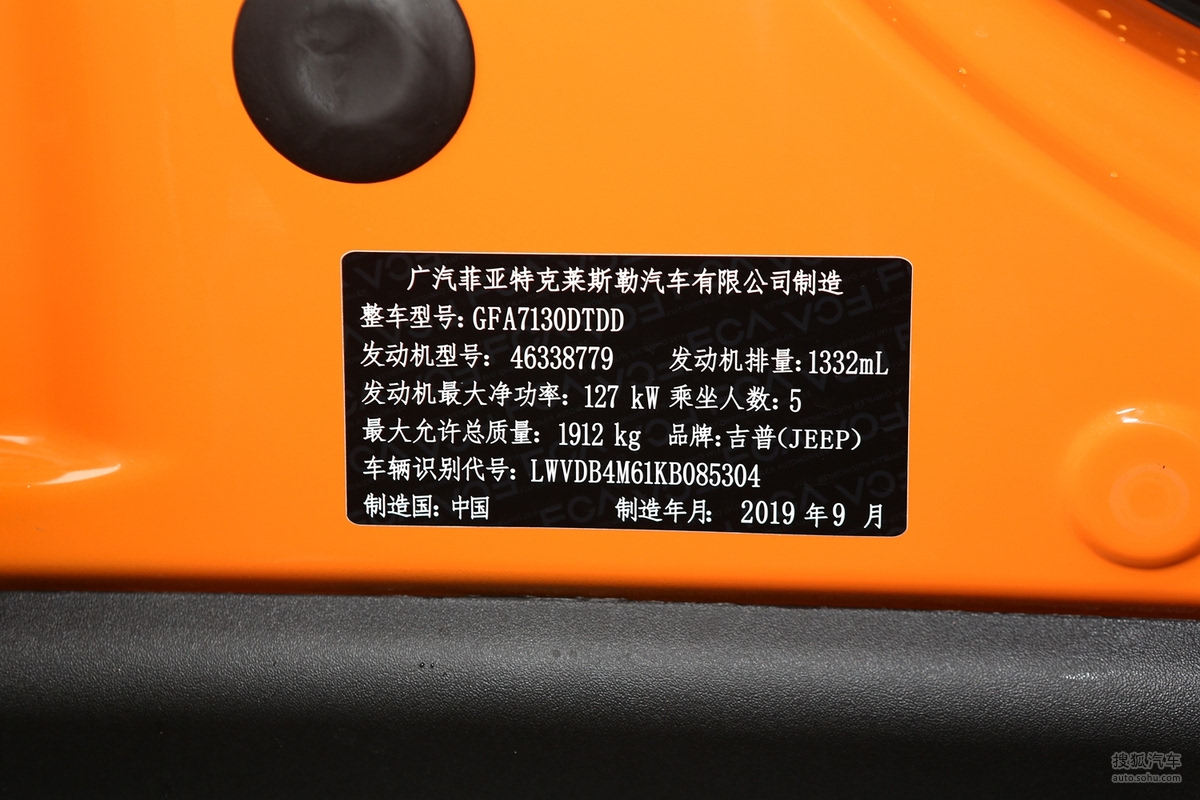 广汽菲亚特克莱斯勒汽车有限公司制造
整车型号: GFA7130DTDD
发动机型号: 46338779 发动机排量: 1332mL
发动机最大净功率: 127 kW 乘坐人数: 5
最大允许总质量: 1912 kg 品牌: 吉普(JEEP)
车辆识别代号: LWVDB4M61KB085304
制造国: 中国 制造年月: 2019 年 9 月
搜狐汽车
auto.sohu.com